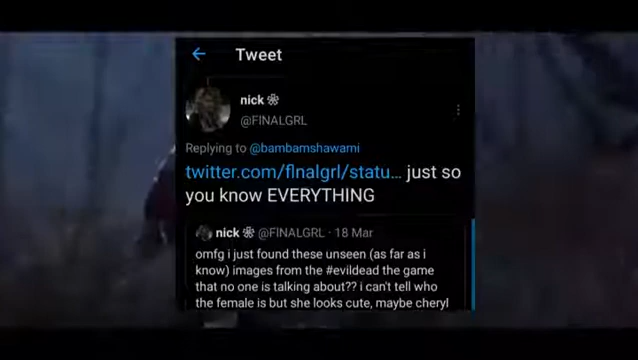 Tweet
nick
@FINALGRL
Replying to @bambamshawami
twitter.com/flnalgrl/statu... just so
you know EVERYTHING
nick @FINALGRL · 18 Mar
omfg i just found these unseen (as far as i
know) images from the #evildead the game
that no one is talking about?? i can't tell who
the female is but she looks cute, maybe cheryl